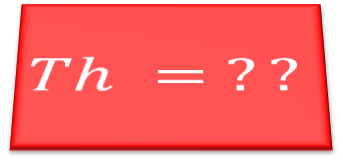 Th = ??